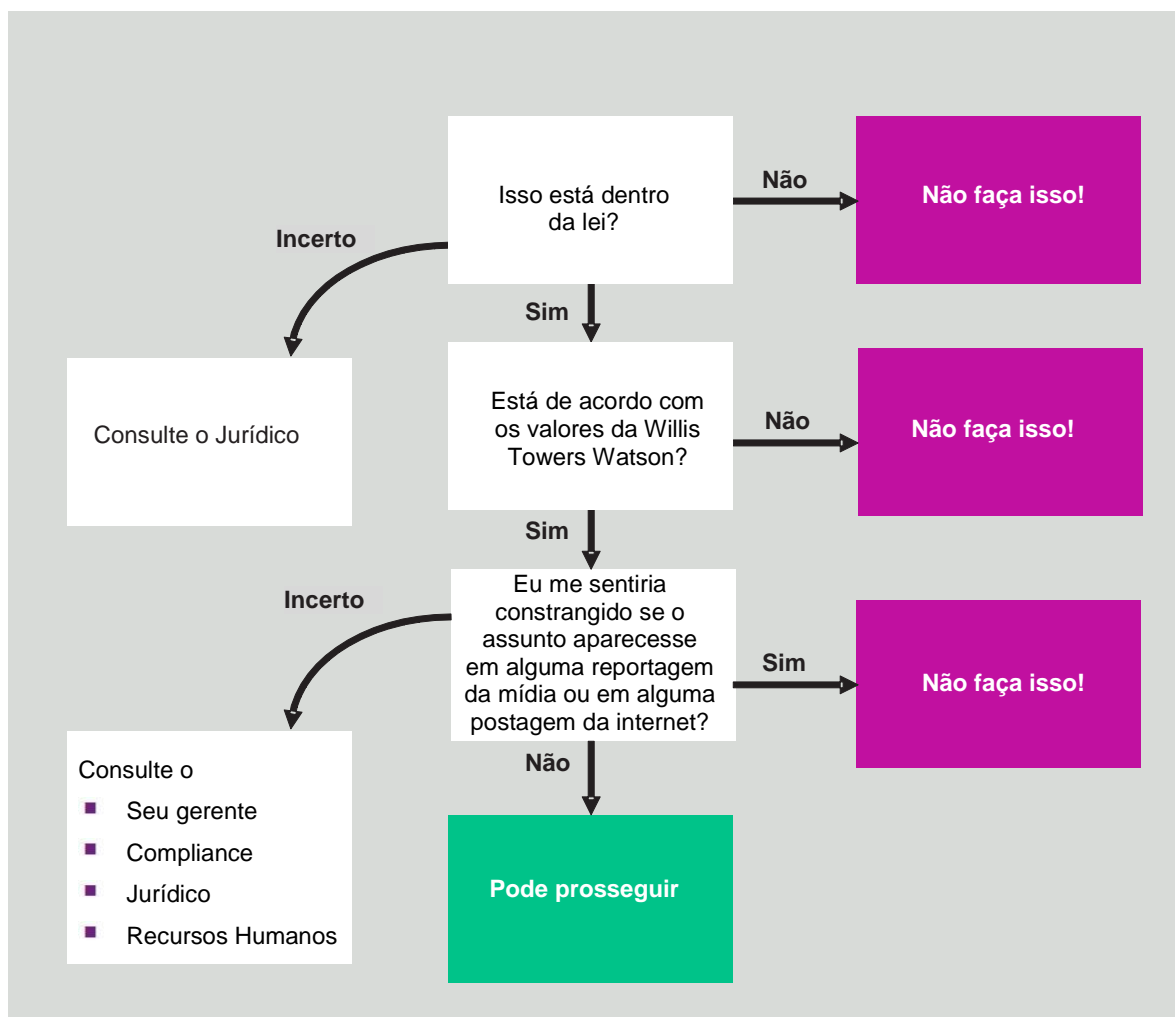 Isso está dentro
da lei?
Não
Não faça isso!
Incerto
Sim
Consulte o Jurídico
Está de acordo com
os valores da Willis
Towers Watson?
Não
Não faça isso!
Sim
Incerto
Eu me sentiria
constrangido se o
assunto aparecesse
em alguma reportagem
da mídia ou em alguma
postagem da internet?
Sim
Não faça isso!
Não
Consulte o
Seu gerente
Compliance
Jurídico
Recursos Humanos
Pode prosseguir